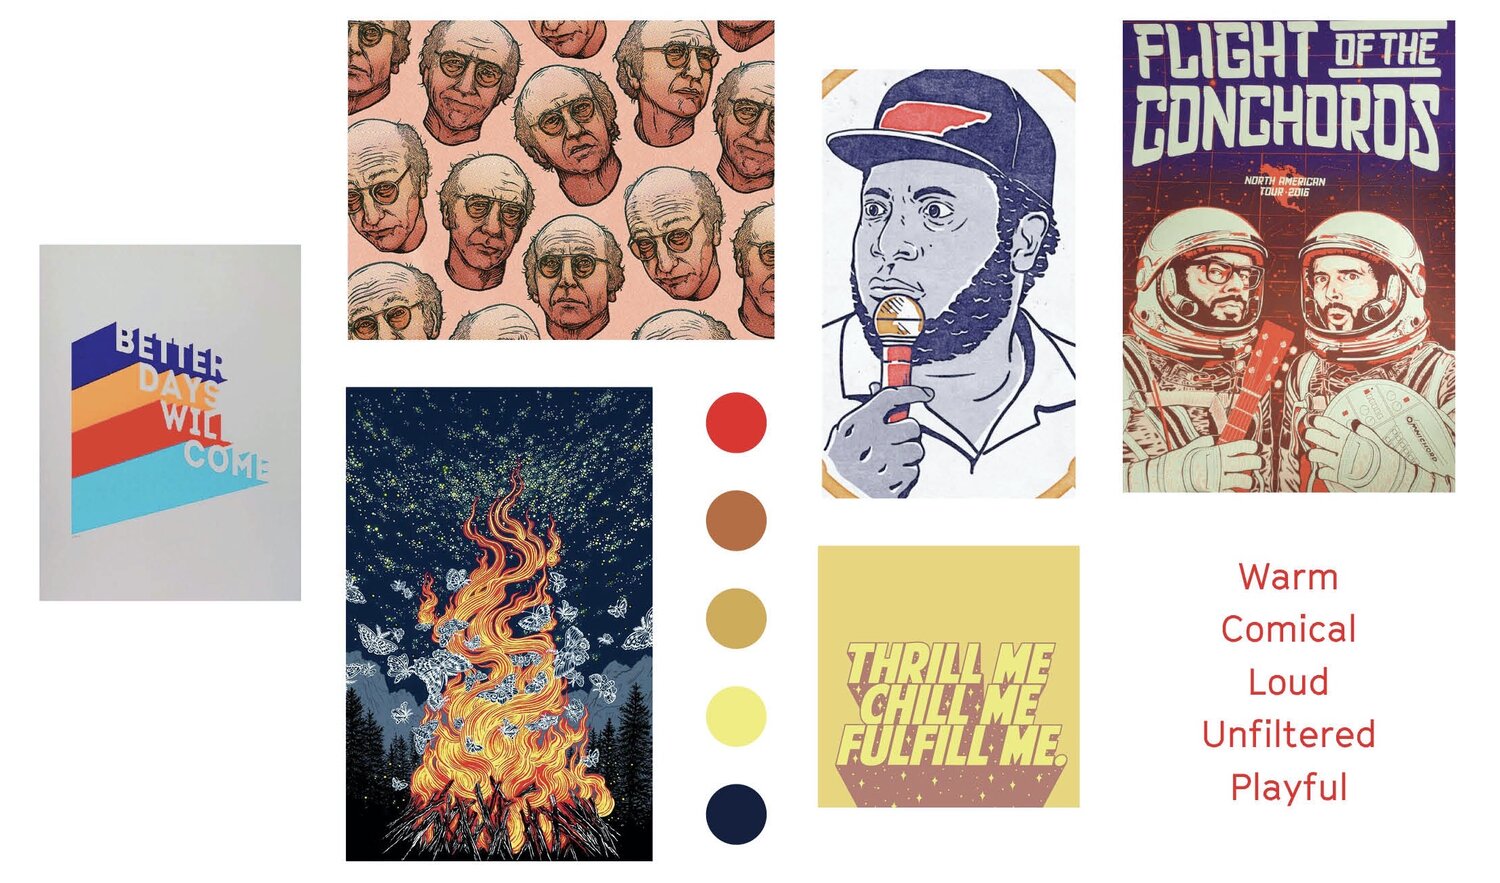 BETTER
DAYS
WILL
COME
FLIGHT OF THE
CONCHORDS
NORTH AMERICAN
TOUR · 2016
OMNICHORD
THRILL ME
CHILL ME
FULFILL ME.
Warm
Comical
Loud
Unfiltered
Playful